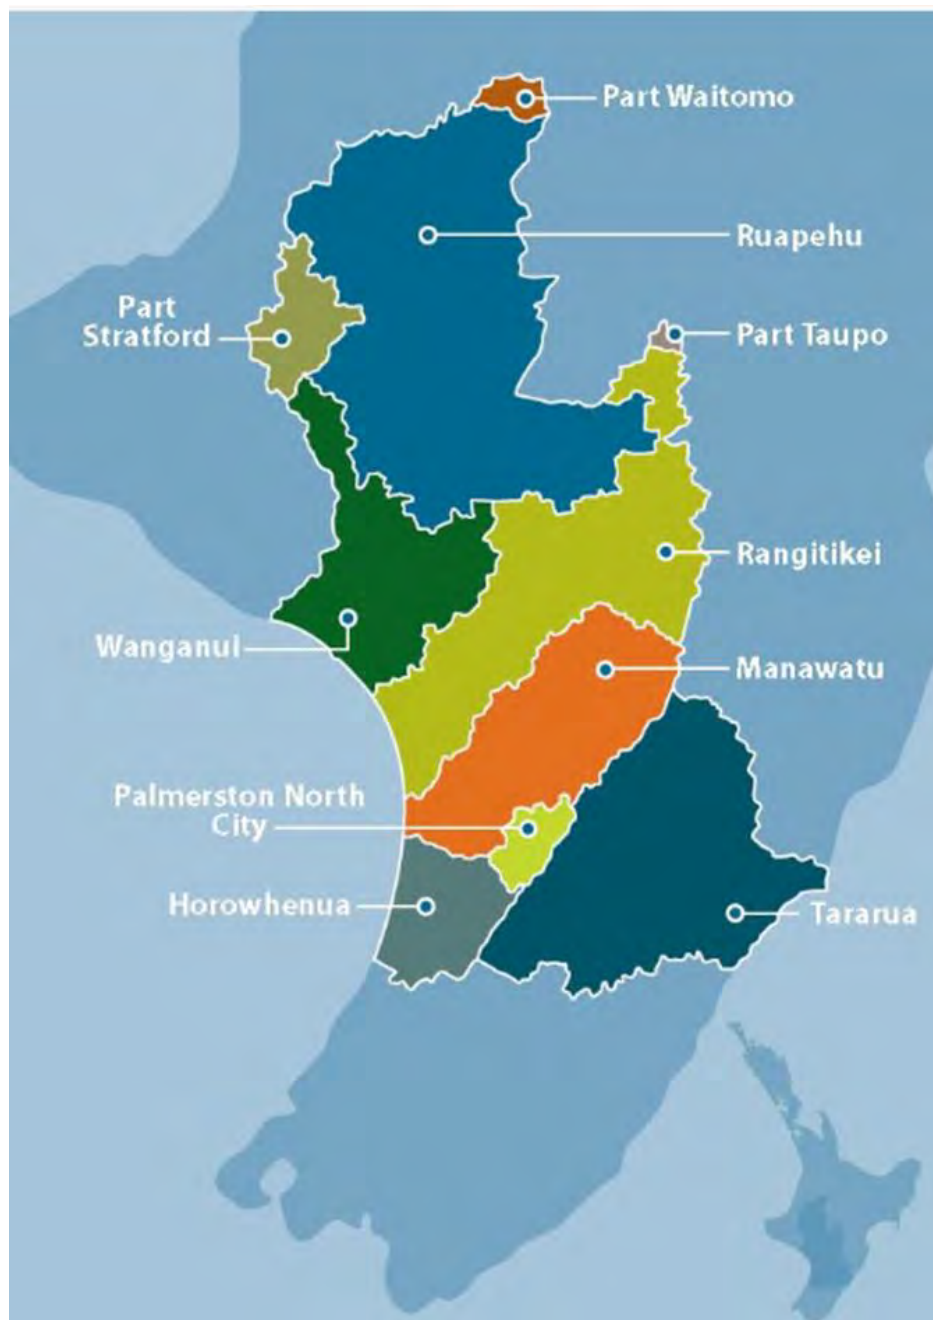 Part Waitomo
Ruapehu
Part
Stratford
Part Taupo
Rangitikei
Wanganui
Manawatu
Palmerston North
City
Horowhenua
Tararua